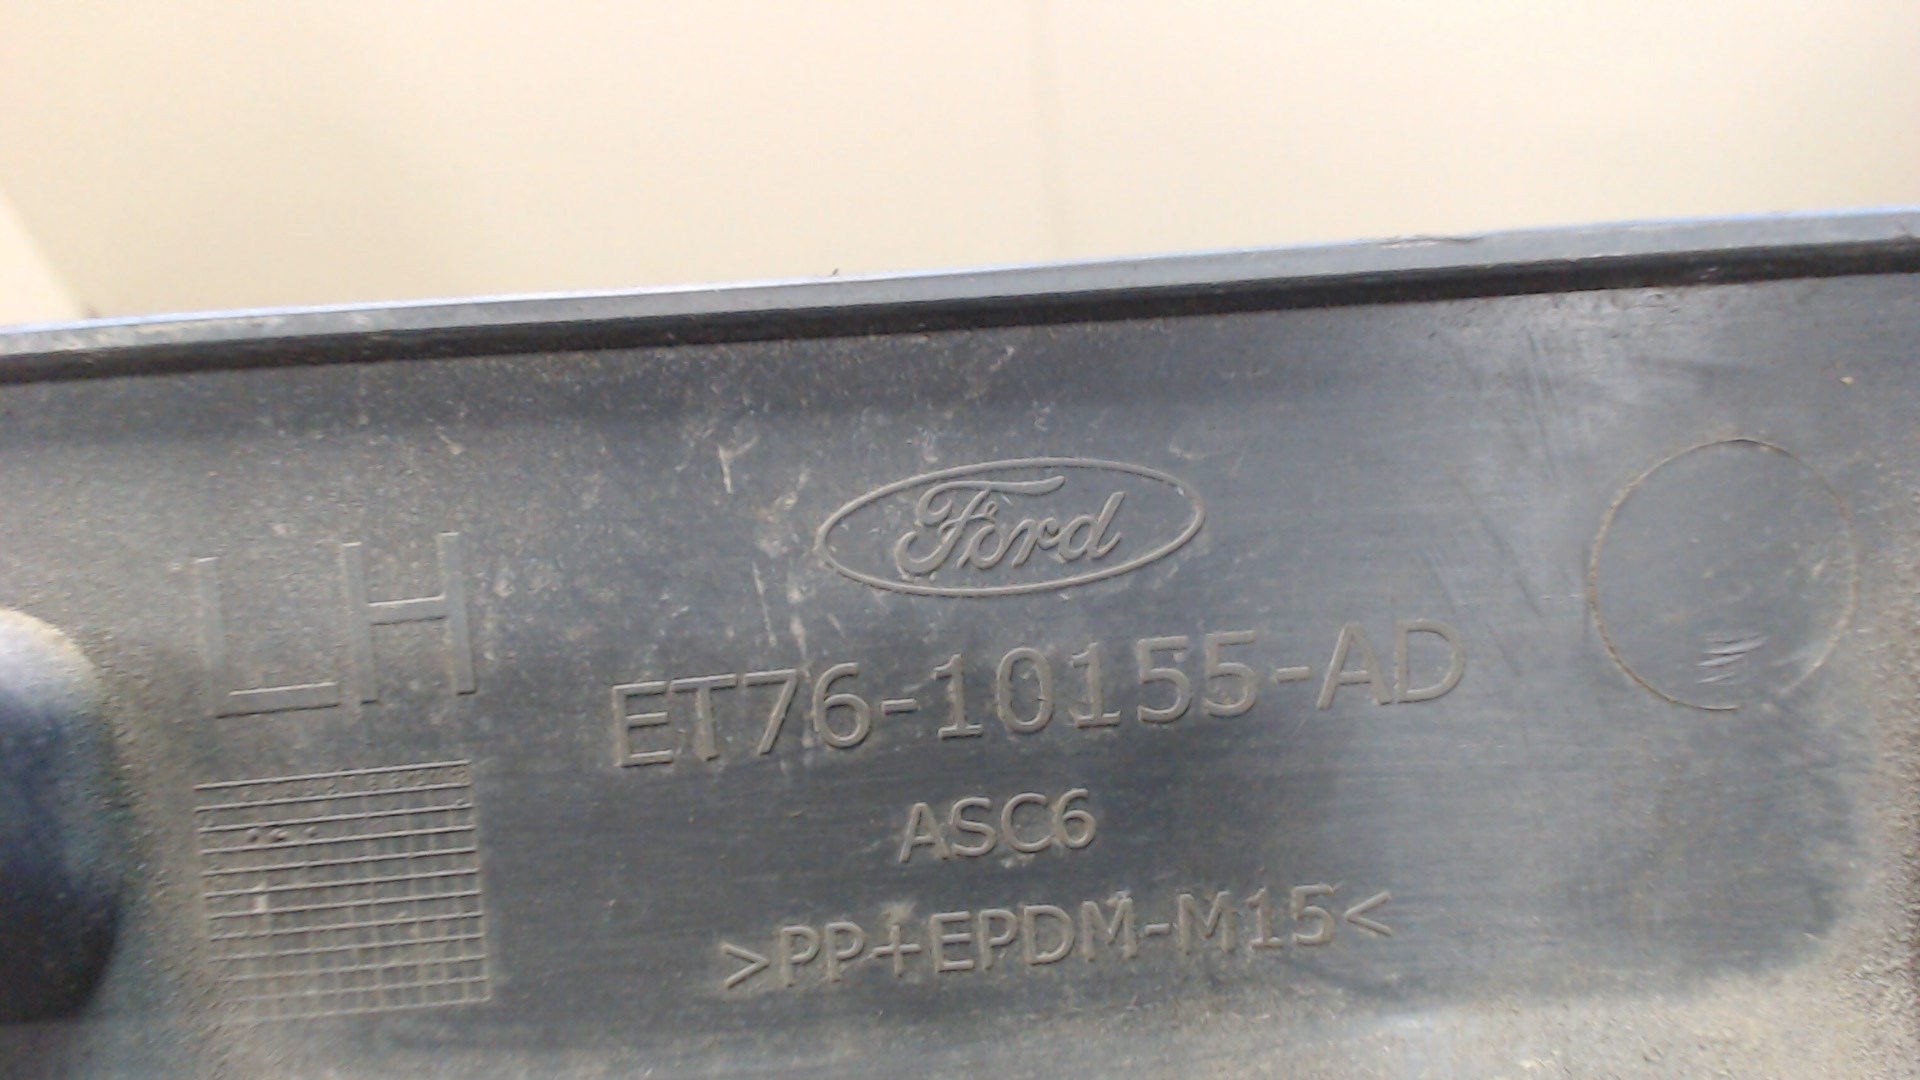 Ford
LH
ET76-10155-AD
ASC6
>PP+EPDM-M15<